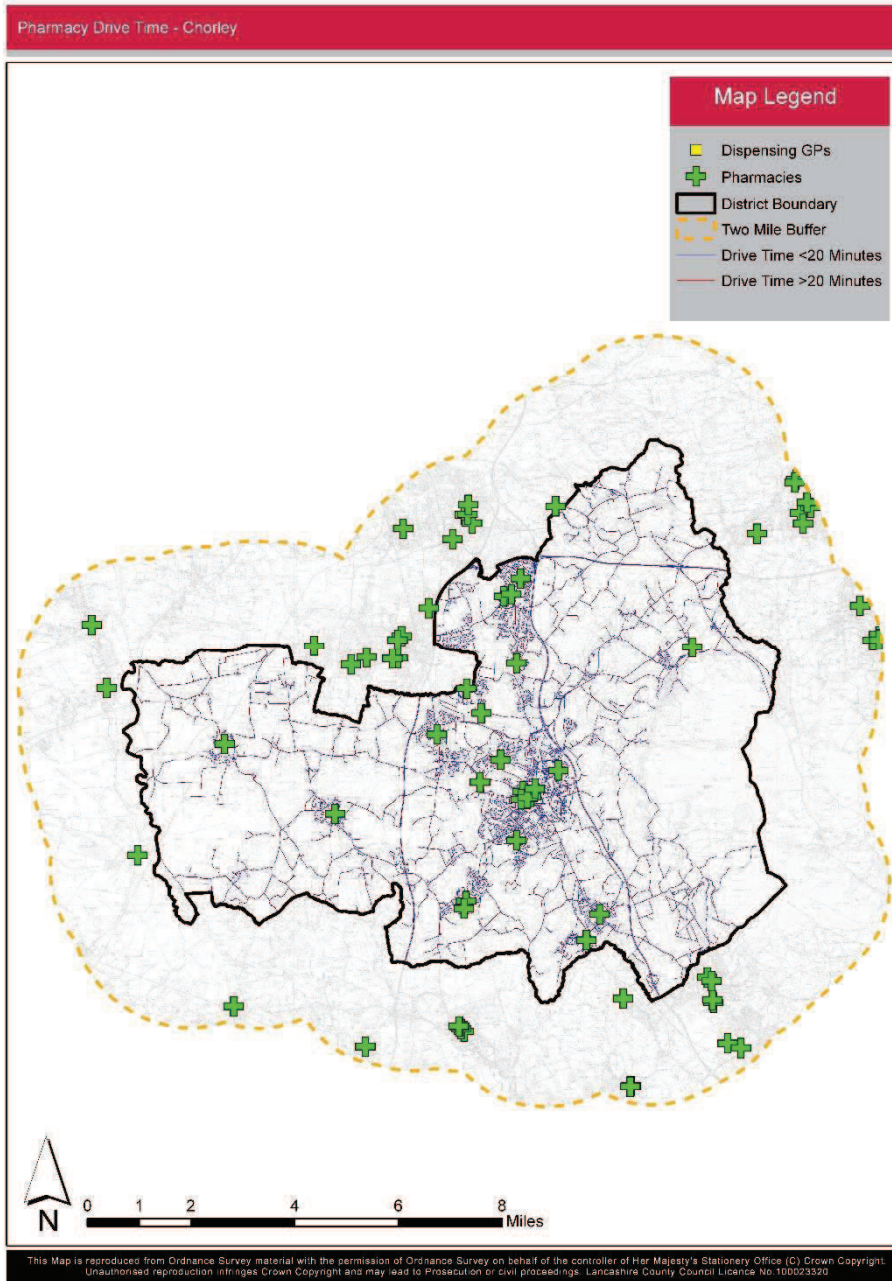 Pharmacy Drive Time - Chorley
Map Legend
Dispensing GPs
Pharmacies
District Boundary
Two Mile Buffer
Drive Time <20 Minutes
Drive Time >20 Minutes
N
0 1 2 4 6 8
Miles
This Map is reproduced from Ordnance Survey material with the permission of Ordnance Survey on behalf of the controller of Her Majesty's Stationery Office (C) Crown Copyright.
Unauthorised reproduction infringes Crown Copyright and may lead to Prosecution or civil proceedings. Lancashire County Council Licence No.100023320